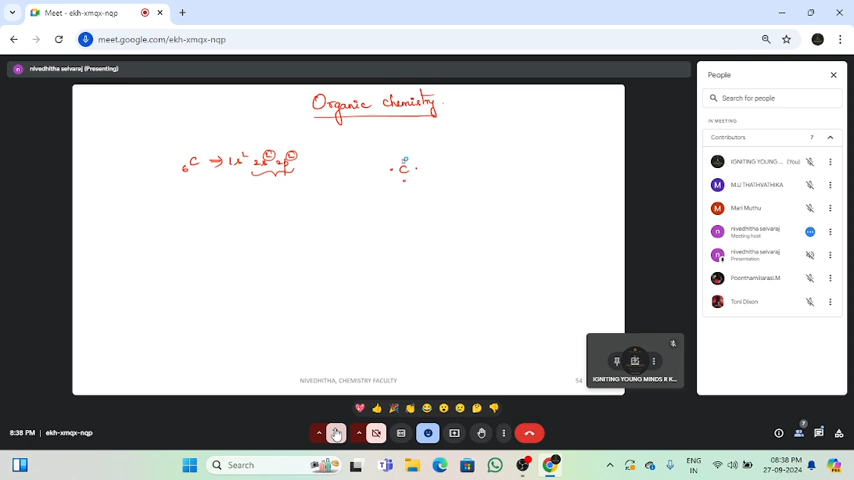 Meet - ekh-xmqx-nqp
meet.google.com/ekh-xmqx-nqp
nivedhitha selvaraj (Presenting)
Organic chemistry
₆C ⇒ 1s² 2s² 2p²
C
NIVEDHITHA, CHEMISTRY FACULTY
54
IGNITING YOUNG MINDS R K...
People
Search for people
IN MEETING
Contributors 7
IGNITING YOUNG ... (You)
M.U THATHVATHIKA
Mari Muthu
nivedhitha selvaraj
Meeting host
nivedhitha selvaraj
Presentation
Poonthamilarasi.M
Toni Dixon
8:38 PM | ekh-xmqx-nqp
7
Search
ENG
IN
08:38 PM
27-09-2024